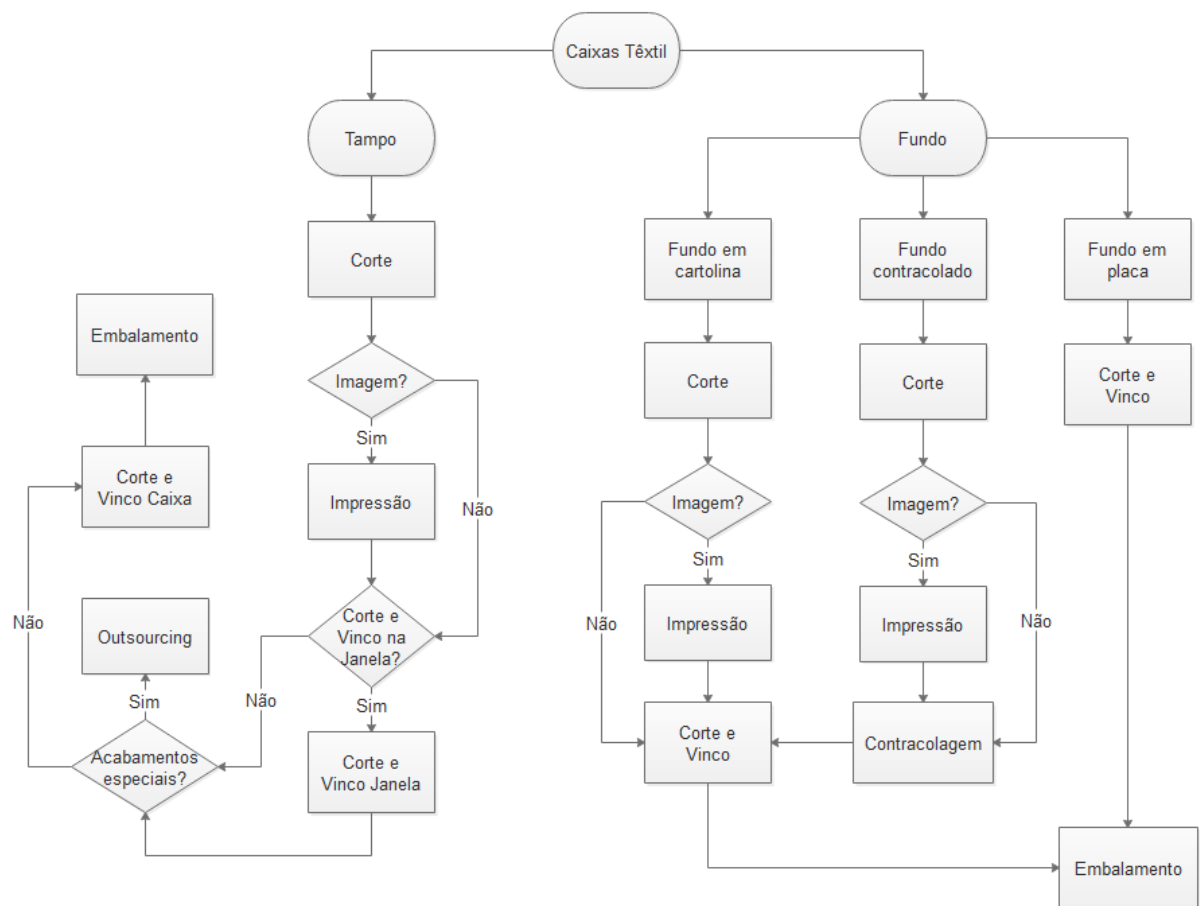 Caixas Têxtil
Tampo
Fundo
Corte
Fundo em
cartolina
Fundo
contracolado
Fundo em
placa
Embalamento
Imagem?
Corte
Corte
Corte e
Vinco
Sim
Corte e
Vinco Caixa
Impressão
Não
Imagem?
Imagem?
Sim
Sim
Não
Outsourcing
Corte e
Vinco na
Janela?
Não
Impressão
Impressão
Não
Sim
Não
Sim
Acabamentos
especiais?
Corte e
Vinco Janela
Corte e
Vinco
Contracolagem
Embalamento